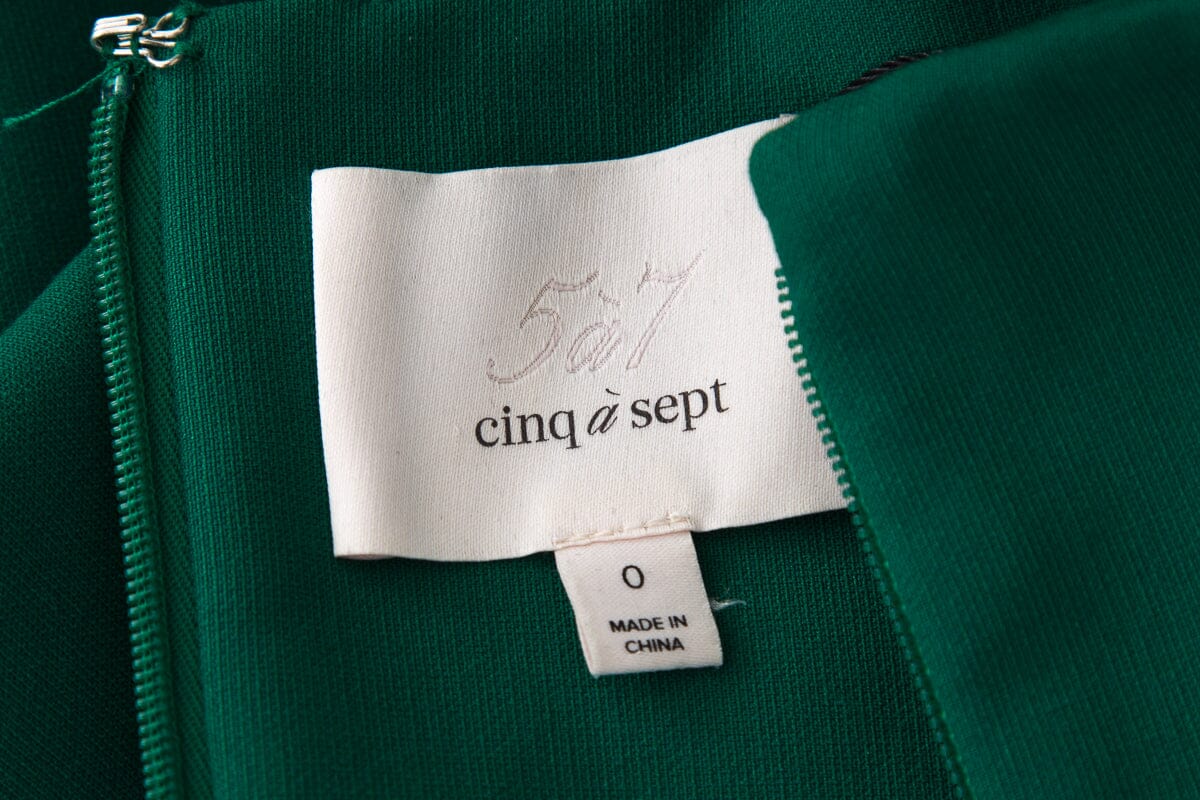 5à7
cinq à sept
0
MADE IN
CHINA